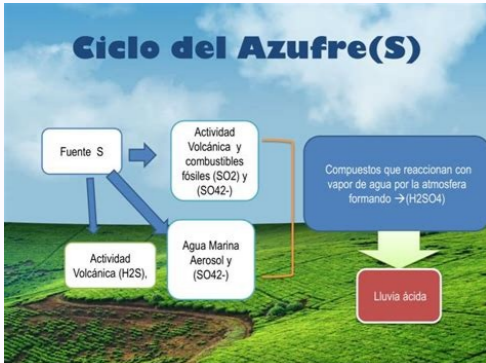 Ciclo del Azufre(S)
Fuente S
Actividad
Volcánica y
combustibles
fósiles (SO2) y
(SO42-)
Compuestos que reaccionan con
vapor de agua por la atmosfera
formando →(H2SO4)
Actividad
Volcánica (H2S),
Agua Marina
Aerosol y
(SO42-)
Lluvia ácida